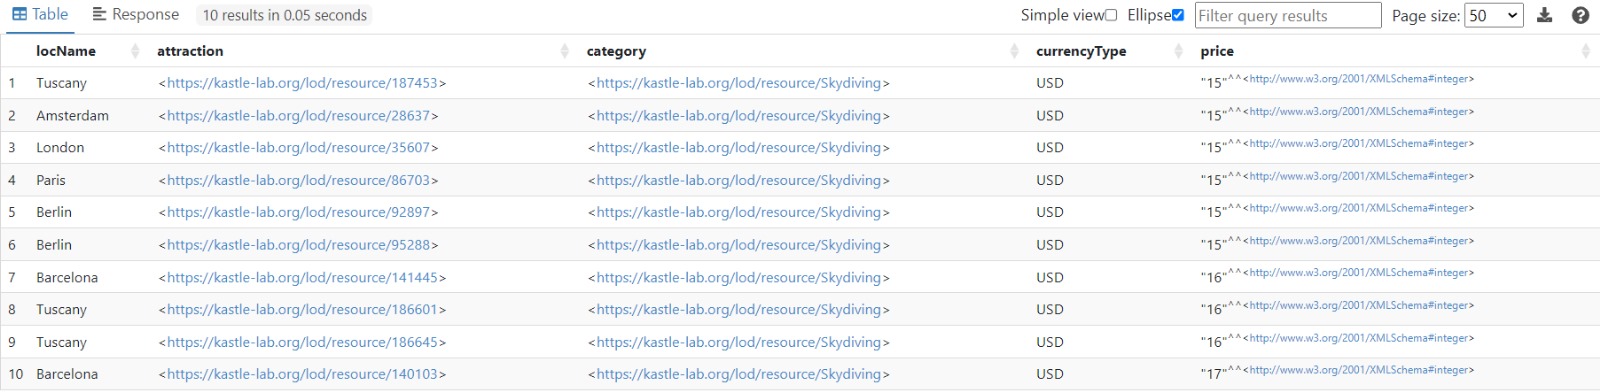 Table Response 10 results in 0.05 seconds Simple view Ellipse Filter query results Page size: 50
locName attraction category currencyType price
1 Tuscany <https://kastle-lab.org/lod/resource/187453> <https://kastle-lab.org/lod/resource/Skydiving> USD "15"^^<http://www.w3.org/2001/XMLSchema#integer>
2 Amsterdam <https://kastle-lab.org/lod/resource/28637> <https://kastle-lab.org/lod/resource/Skydiving> USD "15"^^<http://www.w3.org/2001/XMLSchema#integer>
3 London <https://kastle-lab.org/lod/resource/35607> <https://kastle-lab.org/lod/resource/Skydiving> USD "15"^^<http://www.w3.org/2001/XMLSchema#integer>
4 Paris <https://kastle-lab.org/lod/resource/86703> <https://kastle-lab.org/lod/resource/Skydiving> USD "15"^^<http://www.w3.org/2001/XMLSchema#integer>
5 Berlin <https://kastle-lab.org/lod/resource/92897> <https://kastle-lab.org/lod/resource/Skydiving> USD "15"^^<http://www.w3.org/2001/XMLSchema#integer>
6 Berlin <https://kastle-lab.org/lod/resource/95288> <https://kastle-lab.org/lod/resource/Skydiving> USD "15"^^<http://www.w3.org/2001/XMLSchema#integer>
7 Barcelona <https://kastle-lab.org/lod/resource/141445> <https://kastle-lab.org/lod/resource/Skydiving> USD "16"^^<http://www.w3.org/2001/XMLSchema#integer>
8 Tuscany <https://kastle-lab.org/lod/resource/186601> <https://kastle-lab.org/lod/resource/Skydiving> USD "16"^^<http://www.w3.org/2001/XMLSchema#integer>
9 Tuscany <https://kastle-lab.org/lod/resource/186645> <https://kastle-lab.org/lod/resource/Skydiving> USD "16"^^<http://www.w3.org/2001/XMLSchema#integer>
10 Barcelona <https://kastle-lab.org/lod/resource/140103> <https://kastle-lab.org/lod/resource/Skydiving> USD "17"^^<http://www.w3.org/2001/XMLSchema#integer>